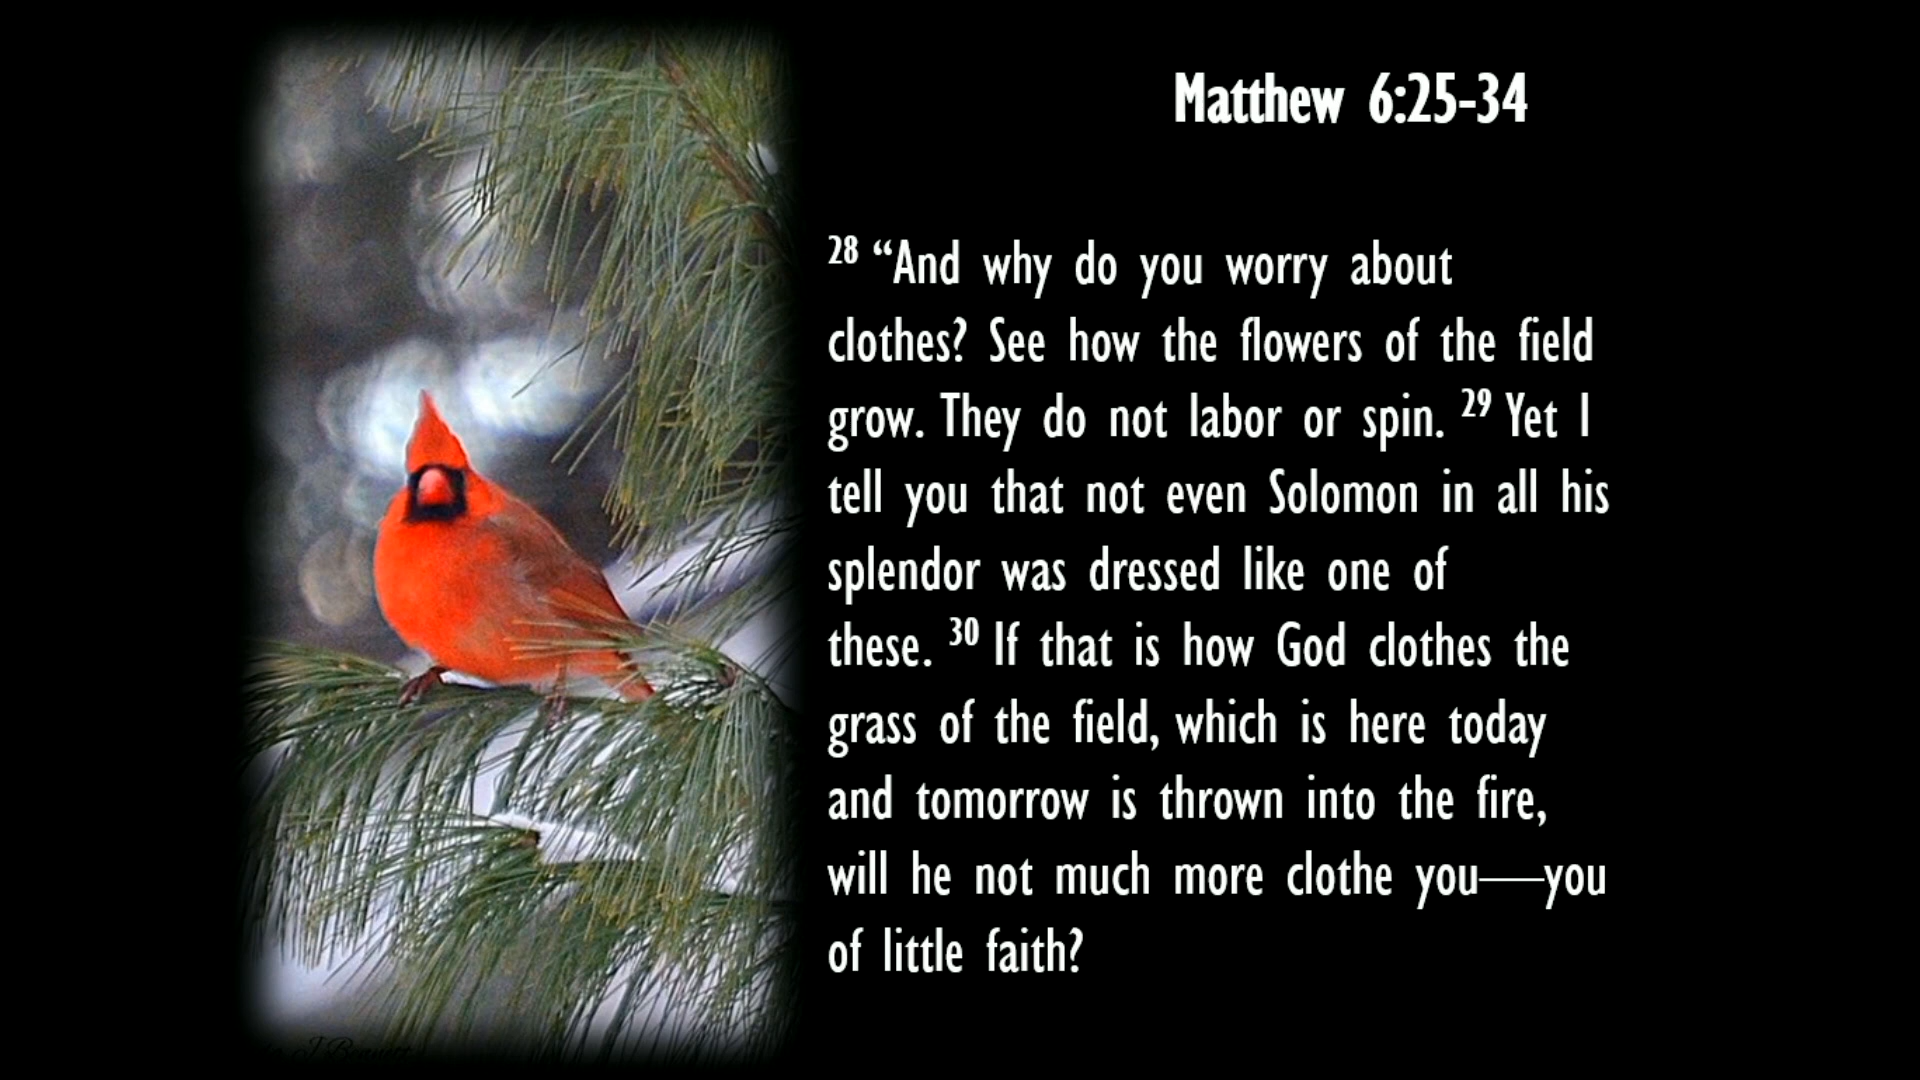 Matthew 6:25-34
28 “And why do you worry about
clothes? See how the flowers of the field
grow. They do not labor or spin. 29 Yet I
tell you that not even Solomon in all his
splendor was dressed like one of
these. 30 If that is how God clothes the
grass of the field, which is here today
and tomorrow is thrown into the fire,
will he not much more clothe you—you
of little faith?